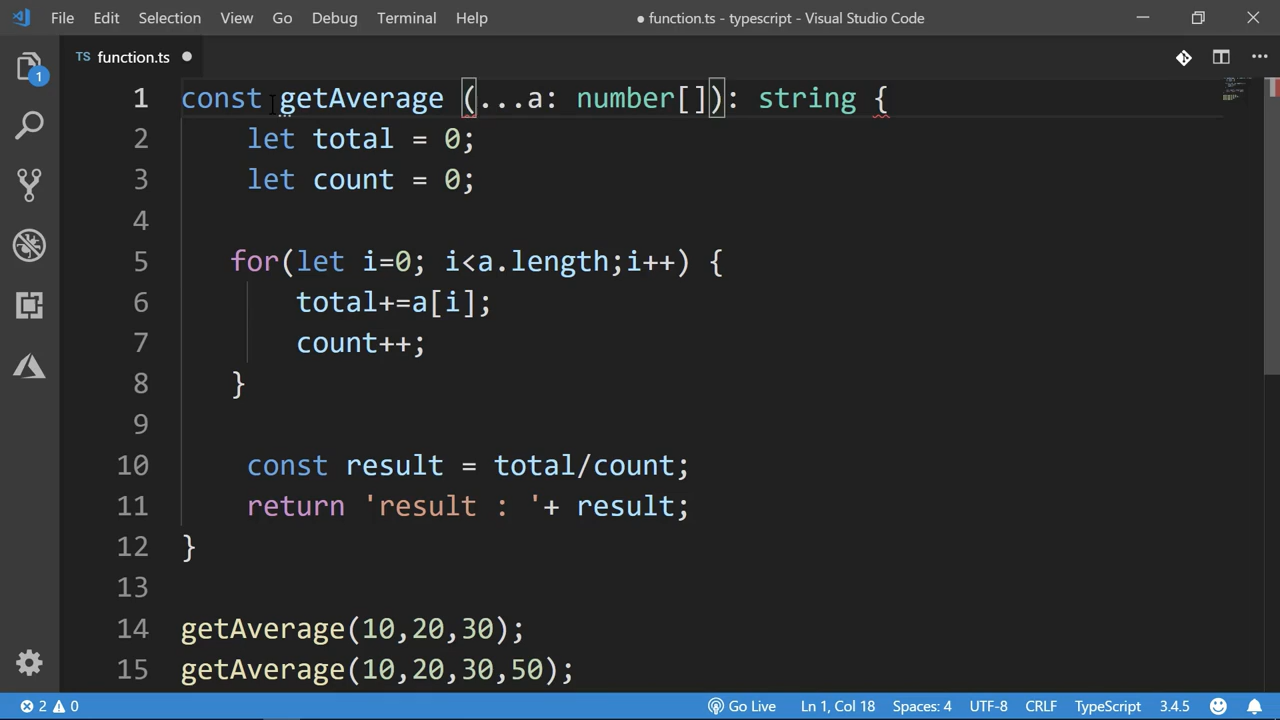 File Edit Selection View Go Debug Terminal Help ● function.ts - typescript - Visual Studio Code
TS function.ts ●
1 const getAverage (...a: number[]): string {
2 let total = 0;
3 let count = 0;
4
5 for(let i=0; i<a.length;i++) {
6 total+=a[i];
7 count++;
8 }
9
10 const result = total/count;
11 return 'result : '+ result;
12 }
13
14 getAverage(10,20,30);
15 getAverage(10,20,30,50);
1
2 0 Go Live Ln 1, Col 18 Spaces: 4 UTF-8 CRLF TypeScript 3.4.5